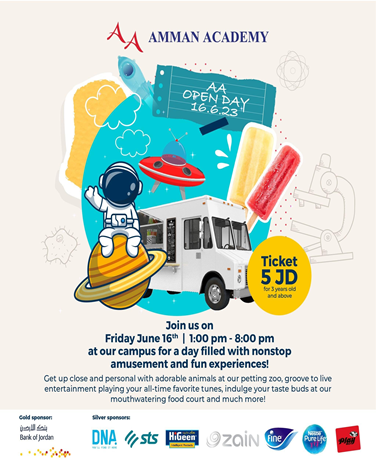 AA AMMAN ACADEMY
AA
OPEN DAY
16.6.23
Ticket
5 JD
for 3 years old
and above
Join us on
Friday June 16th | 1:00 pm - 8:00 pm
at our campus for a day filled with nonstop
amusement and fun experiences!
Get up close and personal with adorable animals at our petting zoo, groove to live
entertainment playing your all-time favorite tunes, indulge your taste buds at our
mouthwatering food court and much more!
Gold sponsor:
بنك الأردن
Bank of Jordan
Silver sponsors:
DNA
sts
HiGeen
zain
fine
Nestlé
PureLife